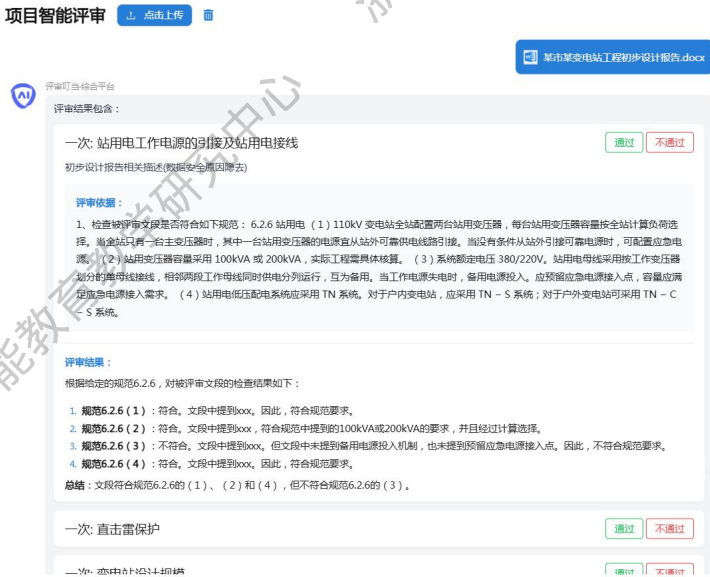 项目智能评审
点击上传
某市某变电站工程初步设计报告.docx
评审叮当-综合平台
评审结果包含：
一次: 站用电工作电源的引接及站用电接线
通过 不通过
初步设计报告相关描述(数据安全原因隐去)
评审依据：
1、检查被评审文段是否符合如下规范： 6.2.6 站用电 （1）110kV 变电站全站配置两台站用变压器，每台站用变压器容量按全站计算负荷选
择。当全站只有一台主变压器时，其中一台站用变压器的电源宜从站外可靠供电线路引接。当没有条件从站外引接可靠电源时，可配置应急电
源。 （2）站用变压器容量采用 100kVA 或 200kVA，实际工程需具体核算。 （3）系统额定电压 380/220V。站用电母线采用按工作变压器
划分的单母线接线，相邻两段工作母线同时供电分列运行，互为备用。当工作电源失电时，备用电源投入。应预留应急电源接入点，容量应满
足应急电源接入需求。 （4）站用电低压配电系统应采用 TN 系统。对于户内变电站，应采用 TN – S 系统；对于户外变电站可采用 TN – C
– S 系统。
评审结果：
根据给定的规范6.2.6，对被评审文段的检查结果如下：
1. 规范6.2.6（1）：符合。文段中提到xxx。因此，符合规范要求。
2. 规范6.2.6（2）：符合。文段中提到xxx，符合规范中提到的100kVA或200kVA的要求，并且经过计算选择。
3. 规范6.2.6（3）：不符合。文段中提到xxx。但文段中未提到备用电源投入机制，也未提到预留应急电源接入点。因此，不符合规范要求。
4. 规范6.2.6（4）：符合。文段中提到xxx。因此，符合规范要求。
总结：文段符合规范6.2.6的（1）、（2）和（4），但不符合规范6.2.6的（3）。
一次: 直击雷保护
通过 不通过
一次: 变电站设计规模
通过 不通过
能教育教学研究中心